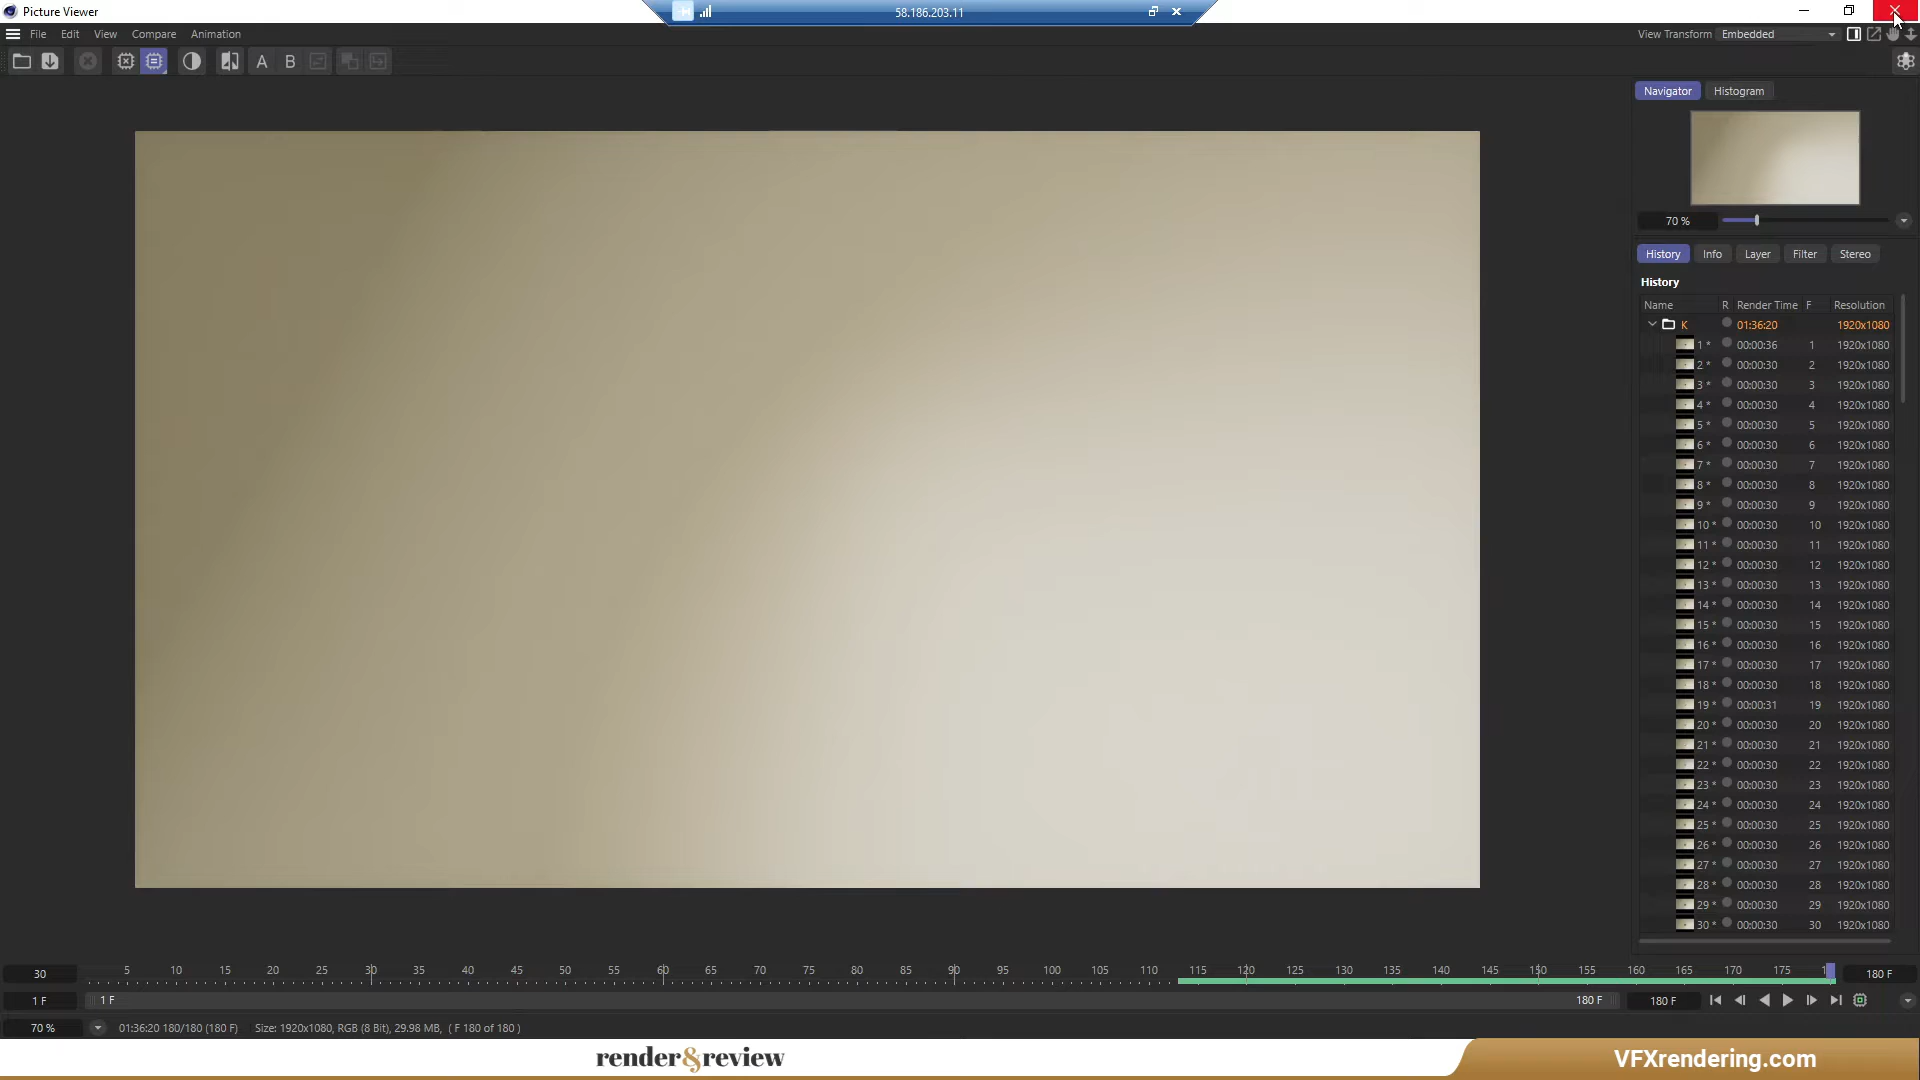 Picture Viewer
58.186.203.11
File Edit View Compare Animation
View Transform Embedded
A B
Navigator Histogram
70 %
History Info Layer Filter Stereo
History
Name R Render Time F Resolution
K 01:36:20 1920x1080
1 * 00:00:36 1 1920x1080
2 * 00:00:30 2 1920x1080
3 * 00:00:30 3 1920x1080
4 * 00:00:30 4 1920x1080
5 * 00:00:30 5 1920x1080
6 * 00:00:30 6 1920x1080
7 * 00:00:30 7 1920x1080
8 * 00:00:30 8 1920x1080
9 * 00:00:30 9 1920x1080
10 * 00:00:30 10 1920x1080
11 * 00:00:30 11 1920x1080
12 * 00:00:30 12 1920x1080
13 * 00:00:30 13 1920x1080
14 * 00:00:30 14 1920x1080
15 * 00:00:30 15 1920x1080
16 * 00:00:30 16 1920x1080
17 * 00:00:30 17 1920x1080
18 * 00:00:30 18 1920x1080
19 * 00:00:31 19 1920x1080
20 * 00:00:30 20 1920x1080
21 * 00:00:30 21 1920x1080
22 * 00:00:30 22 1920x1080
23 * 00:00:30 23 1920x1080
24 * 00:00:30 24 1920x1080
25 * 00:00:30 25 1920x1080
26 * 00:00:30 26 1920x1080
27 * 00:00:30 27 1920x1080
28 * 00:00:30 28 1920x1080
29 * 00:00:30 29 1920x1080
30 * 00:00:30 30 1920x1080
30 5 10 15 20 25 30 35 40 45 50 55 60 65 70 75 80 85 90 95 100 105 110 115 120 125 130 135 140 145 150 155 160 165 170 175 180 F
1 F 1 F 180 F 180 F
70 % 01:36:20 180/180 (180 F) Size: 1920x1080, RGB (8 Bit), 29.98 MB, ( F 180 of 180 )
render&review
VFXrendering.com